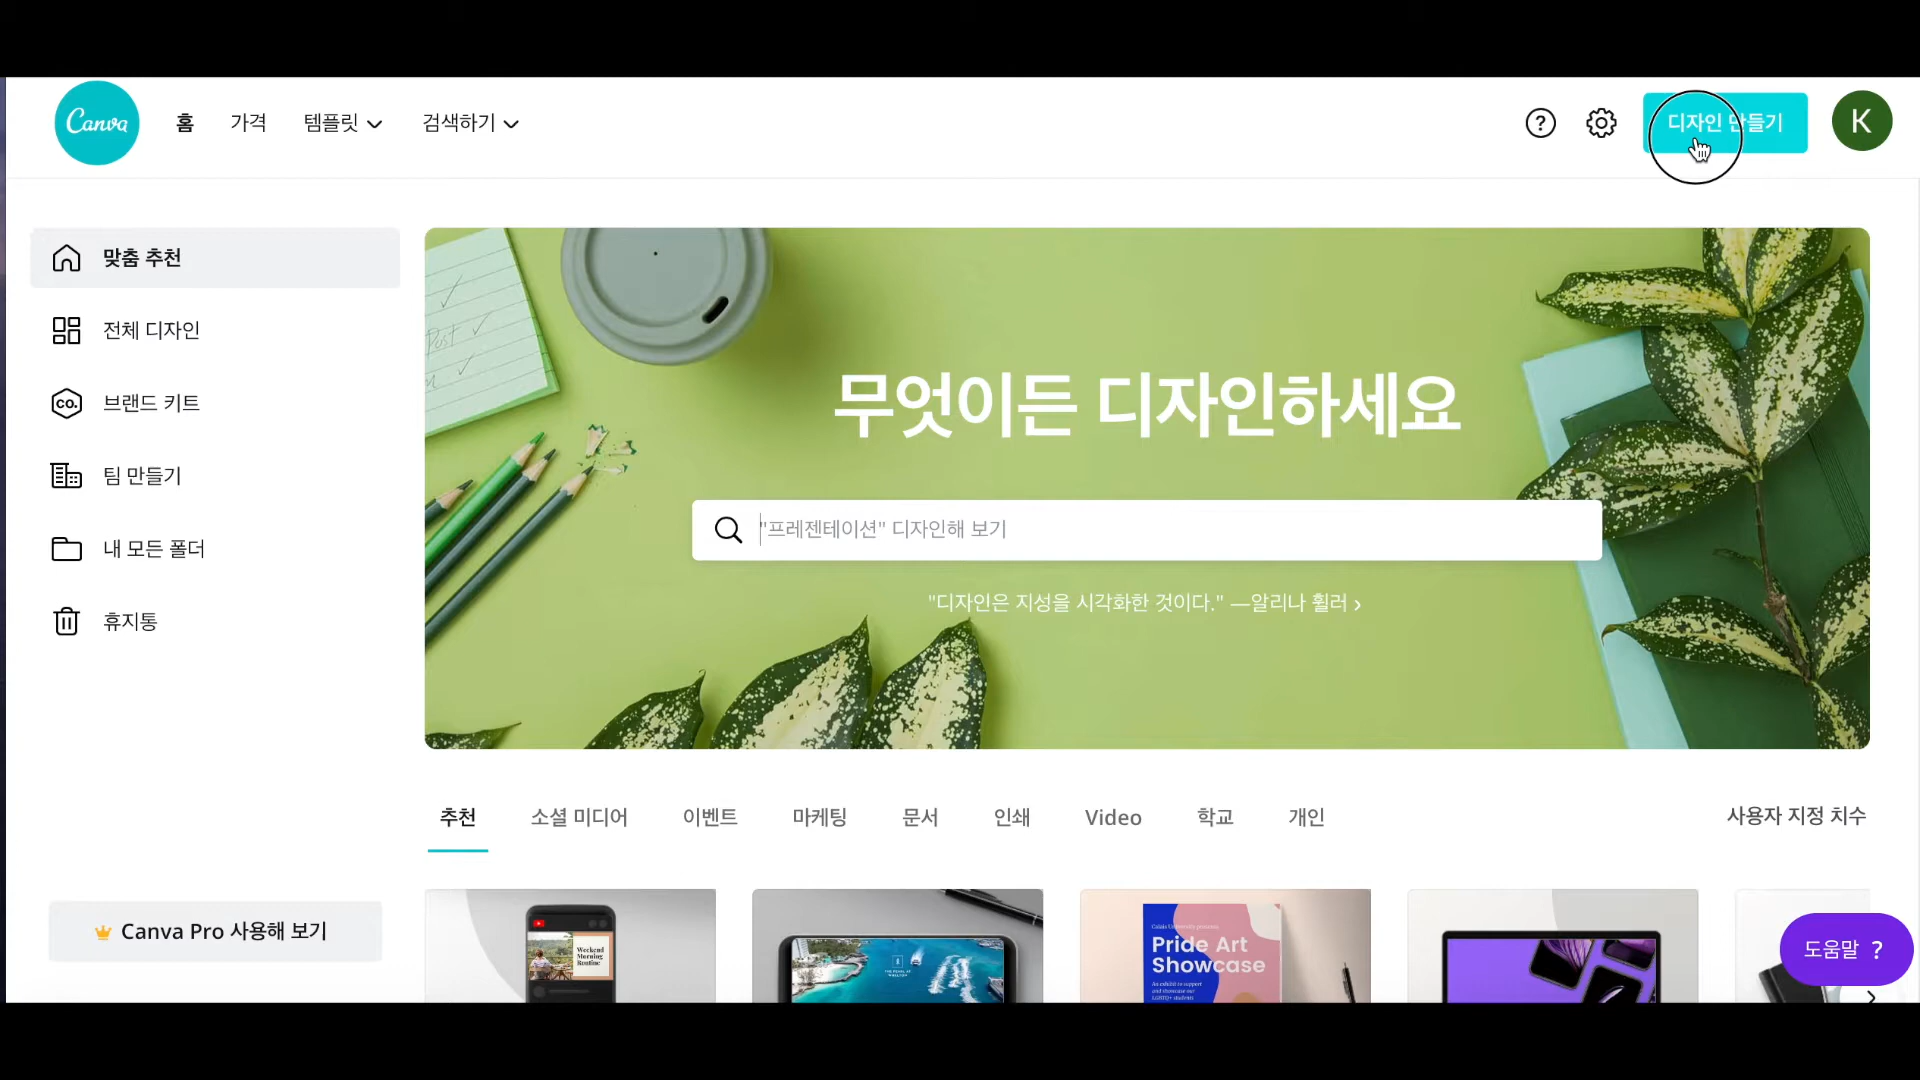 Canva
홈
가격
템플릿
검색하기
?
디자인 만들기
K
맞춤 추천
전체 디자인
CO.
브랜드 키트
팀 만들기
내 모든 폴더
휴지통
Canva Pro 사용해 보기
무엇이든 디자인하세요
"프레젠테이션" 디자인해 보기
"디자인은 지성을 시각화한 것이다." —알리나 휠러 ›
추천
소셜 미디어
이벤트
마케팅
문서
인쇄
Video
학교
개인
사용자 지정 치수
Weekend
Morning
Routine
Pride Art
Showcase
도움말 ?